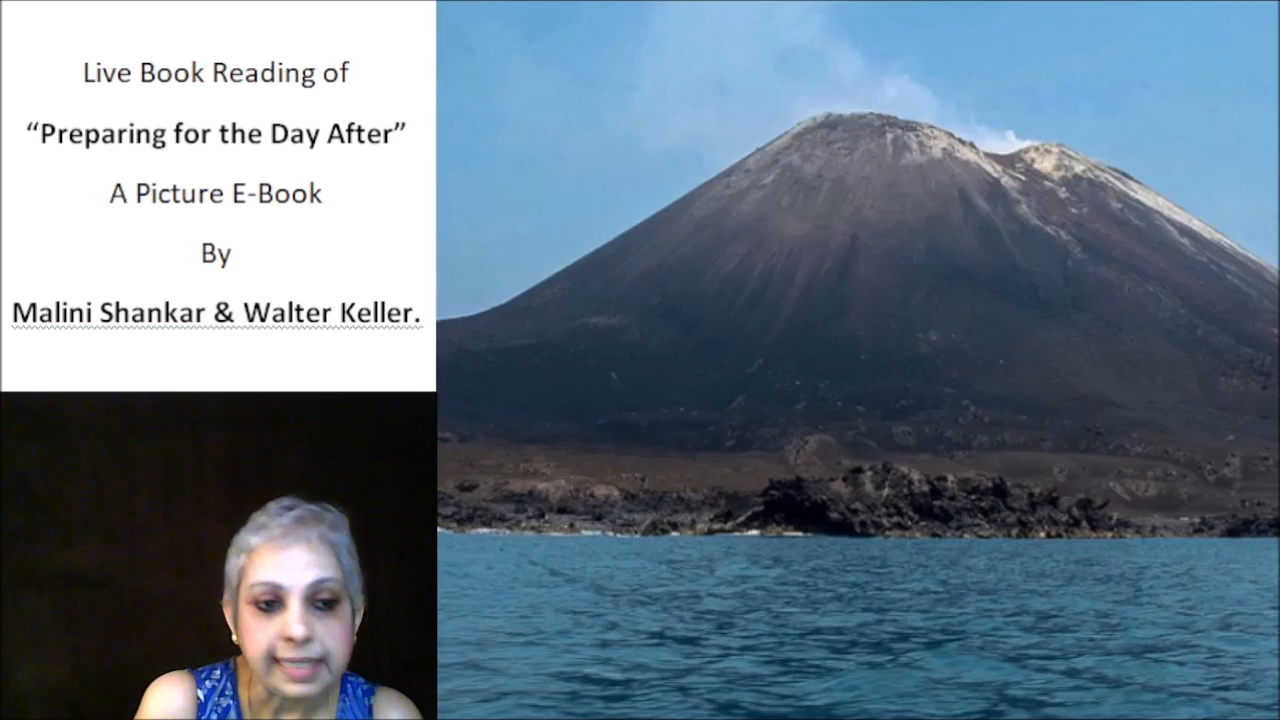 Live Book Reading of
“Preparing for the Day After”
A Picture E-Book
By
Malini Shankar & Walter Keller.